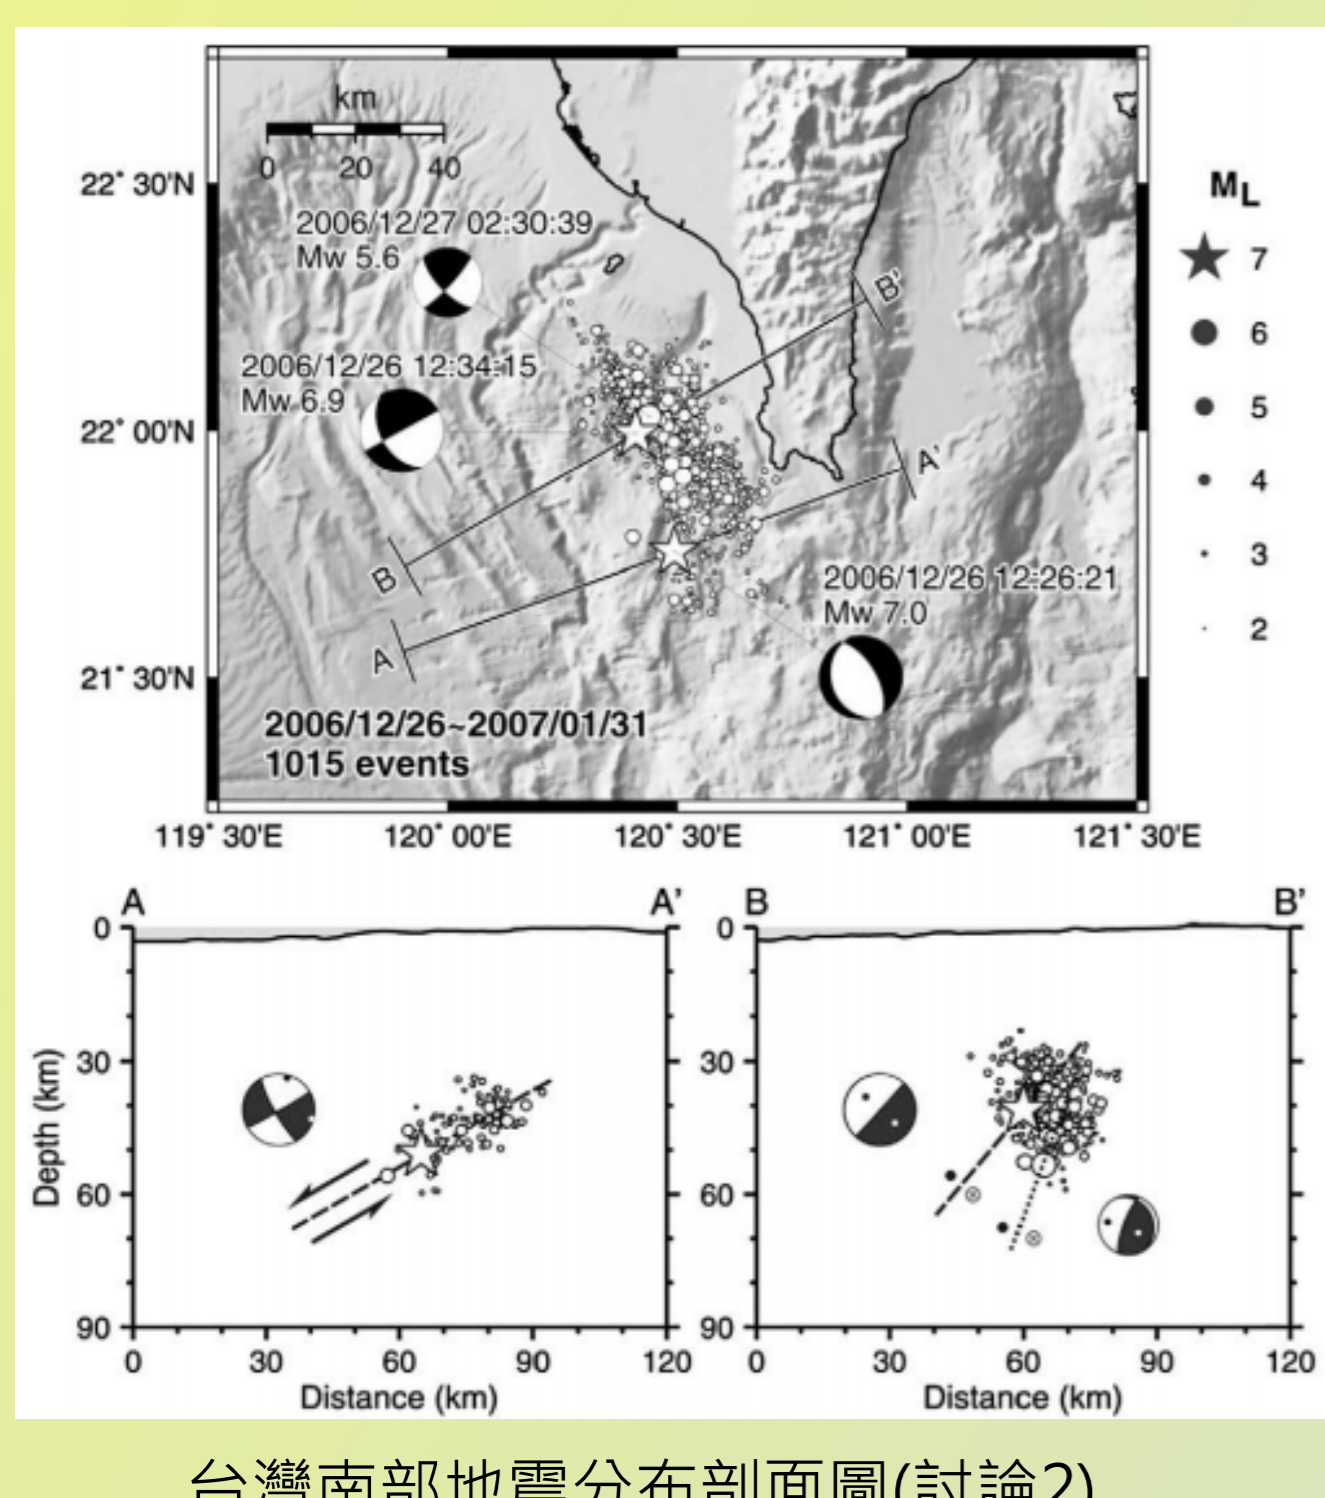 km
0 20 40
22° 30'N
22° 00'N
21° 30'N
2006/12/27 02:30:39
Mw 5.6
2006/12/26 12:34:15
Mw 6.9
B'
A'
B
A
2006/12/26 12:26:21
Mw 7.0
2006/12/26~2007/01/31
1015 events
119° 30'E 120° 00'E 120° 30'E 121° 00'E 121° 30'E
ML
7
6
5
4
3
2
A A'
0
30
60
90
Depth (km)
0 30 60 90 120
Distance (km)
B B'
0
30
60
90
0 30 60 90 120
Distance (km)
台灣南部地震分布剖面圖(討論2)